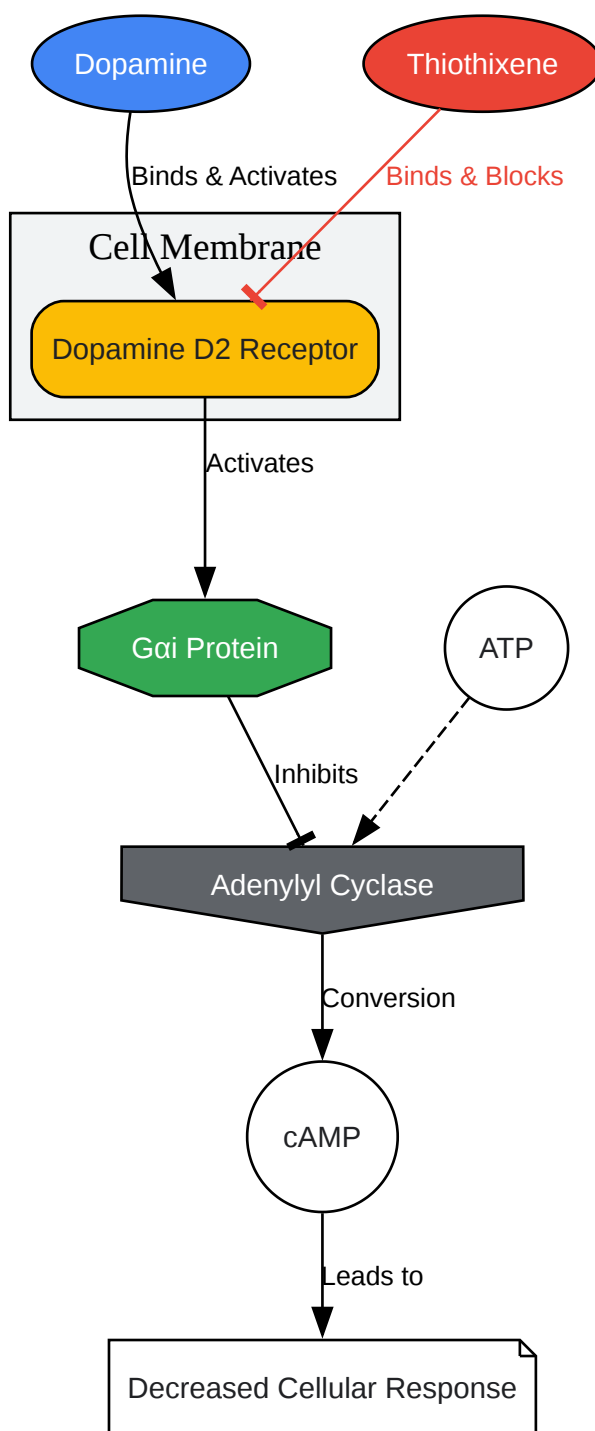 Dopamine
Thiothixene
Binds & Activates
Binds & Blocks
Cell Membrane
Dopamine D2 Receptor
Activates
Gαi Protein
ATP
Inhibits
Adenylyl Cyclase
Conversion
cAMP
Leads to
Decreased Cellular Response